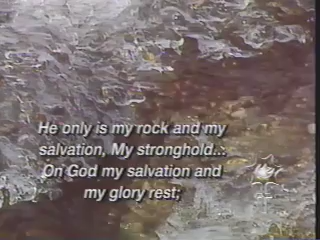 He only is my rock and my
salvation, My stronghold...
On God my salvation and
my glory rest;